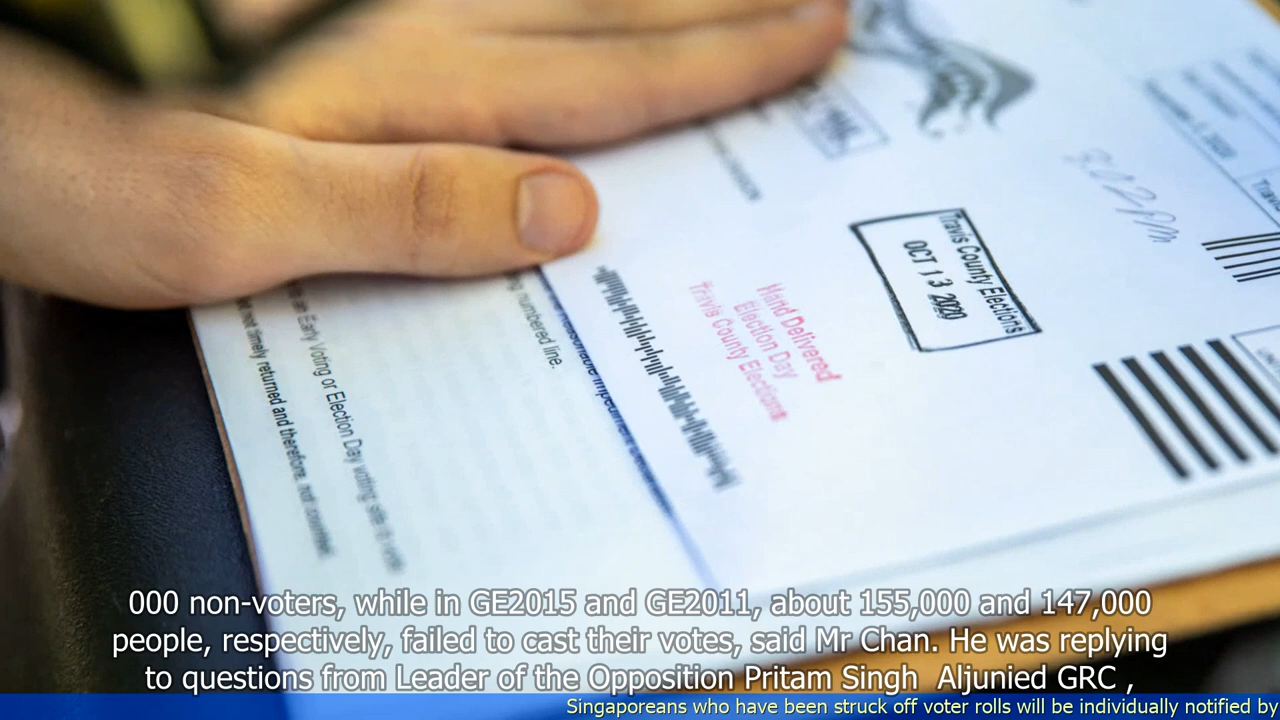 302pm
Travis County Elections
OCT 13 2020
Hand Delivered
Election Day
Travis County Elections
numbered line.
an Early Voting or Election Day voting site to vote
not timely returned and therefore, not counted.
000 non-voters, while in GE2015 and GE2011, about 155,000 and 147,000
people, respectively, failed to cast their votes, said Mr Chan. He was replying
to questions from Leader of the Opposition Pritam Singh Aljunied GRC ,
Singaporeans who have been struck off voter rolls will be individually notified by